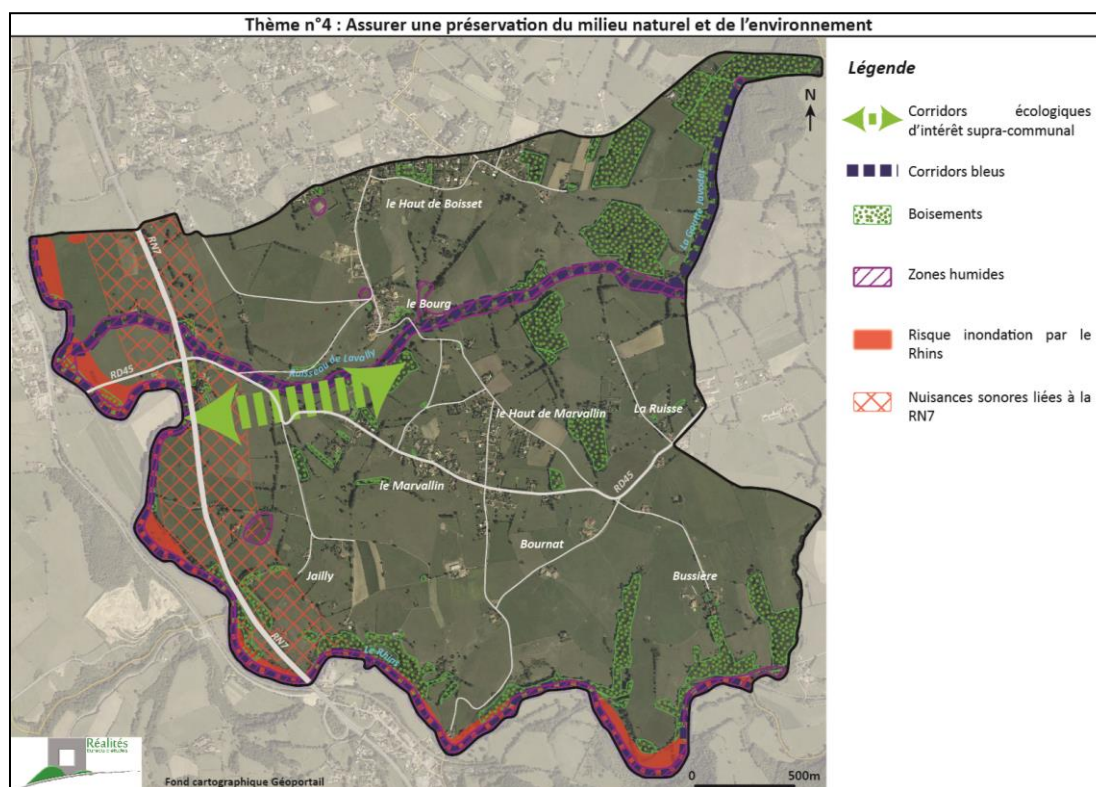 Thème n°4 : Assurer une préservation du milieu naturel et de l'environnement
Légende
Corridors écologiques
d'intérêt supra-communal
Corridors bleus
Boisements
Zones humides
Risque inondation par le
Rhins
Nuisances sonores liées à la
RN7
N
La Goutte Javodat
le Haut de Boisset
RN7
le Bourg
Ruisseau de Lavally
RD45
le Haut de Marvallin
La Ruisse
le Marvallin
RD45
Bournat
Jailly
Bussière
RN7
Le Rhins
Réalités
Fond cartographique Géoportail
0 500m